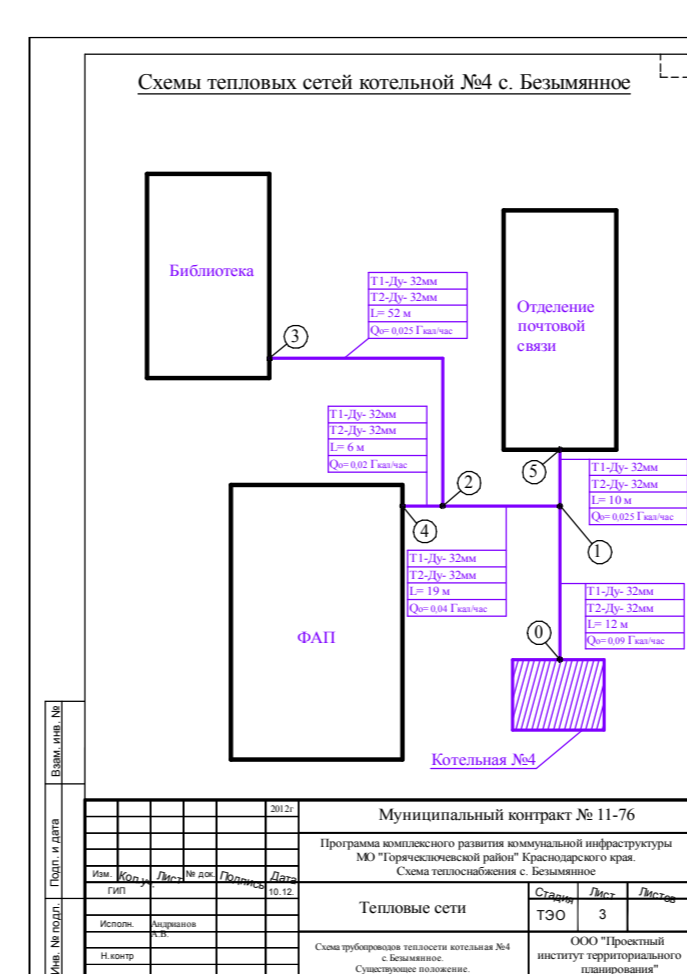 Схемы тепловых сетей котельной №4 с. Безымянное
Библиотека
Т1-Ду- 32мм
Т2-Ду- 32мм
L= 52 м
Qо= 0,025 Гкал/час
Отделение
почтовой
связи
3
Т1-Ду- 32мм
Т2-Ду- 32мм
L= 6 м
Qо= 0,02 Гкал/час
5
Т1-Ду- 32мм
Т2-Ду- 32мм
L= 10 м
Qо= 0,025 Гкал/час
2
4
1
Т1-Ду- 32мм
Т2-Ду- 32мм
L= 19 м
Qо= 0,04 Гкал/час
Т1-Ду- 32мм
Т2-Ду- 32мм
L= 12 м
Qо= 0,09 Гкал/час
ФАП
0
Котельная №4
Взам. инв. №
Подп. и дата
Инв. № подл.
2012г
Муниципальный контракт № 11-76
Программа комплексного развития коммунальной инфраструктуры
МО "Горячеключевской район" Краснодарского края.
Схема теплоснабжения с. Безымянное
Изм. Кол.уч. Лист № док. Подпись Дата
ГИП 10.12.
Тепловые сети
Стадия Лист Листов
ТЭО 3
Исполн. Андрианов
А.В.
Н.контр
Схема трубопроводов теплосети котельная №4
с.Безымянное.
Существующее положение.
ООО "Проектный
институт территориального
планирования"